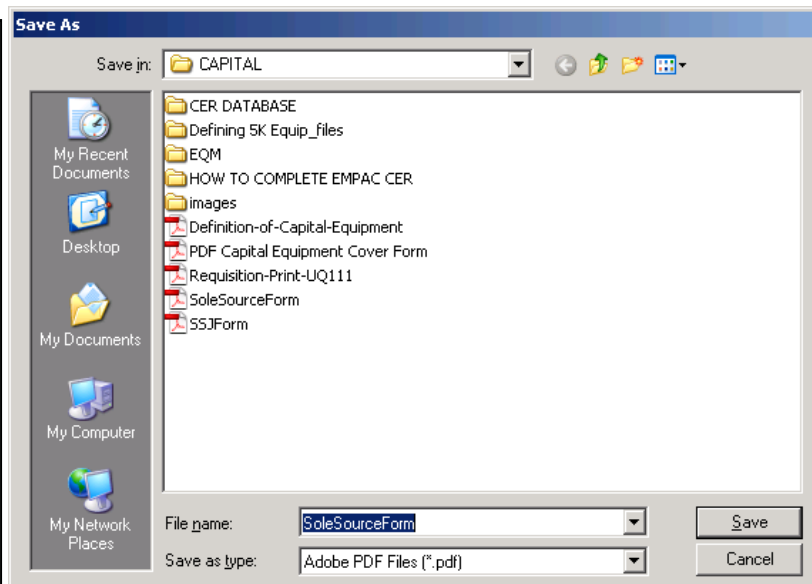 Save As
Save in: CAPITAL
My Recent
Documents
Desktop
My Documents
My Computer
My Network
Places
CER DATABASE
Defining 5K Equip_files
EQM
HOW TO COMPLETE EMPAC CER
images
Definition-of-Capital-Equipment
PDF Capital Equipment Cover Form
Requisition-Print-UQ111
SoleSourceForm
SSJForm
File name: SoleSourceForm Save
Save as type: Adobe PDF Files (*.pdf) Cancel